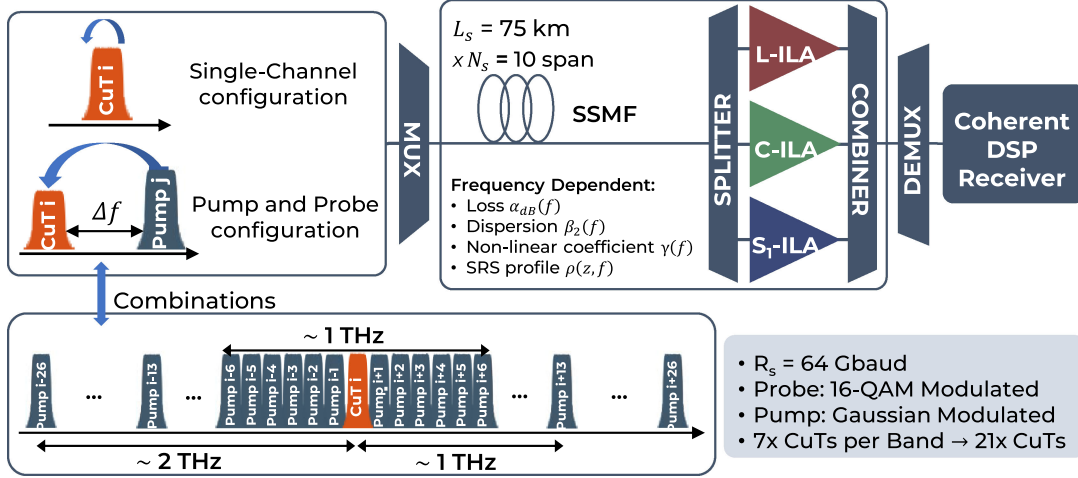 CuT i
Single-Channel
configuration
CuT i
Δf
Pump j
Pump and Probe
configuration
MUX
L_s = 75 km
x N_s = 10 span
SSMF
Frequency Dependent:
• Loss α_dB(f)
• Dispersion β_2(f)
• Non-linear coefficient γ(f)
• SRS profile ρ(z, f)
SPLITTER
L-ILA
C-ILA
S_1-ILA
COMBINER
DEMUX
Coherent
DSP
Receiver
Combinations
~ 1 THz
Pump i-26
...
Pump i-13
...
Pump i-6
Pump i-5
Pump i-4
Pump i-3
Pump i-2
Pump i-1
CuT i
Pump i+1
Pump i+2
Pump i+3
Pump i+4
Pump i+5
Pump i+6
...
Pump i+13
...
Pump i+26
~ 2 THz
~ 1 THz
• R_s = 64 Gbaud
• Probe: 16-QAM Modulated
• Pump: Gaussian Modulated
• 7x CuTs per Band → 21x CuTs